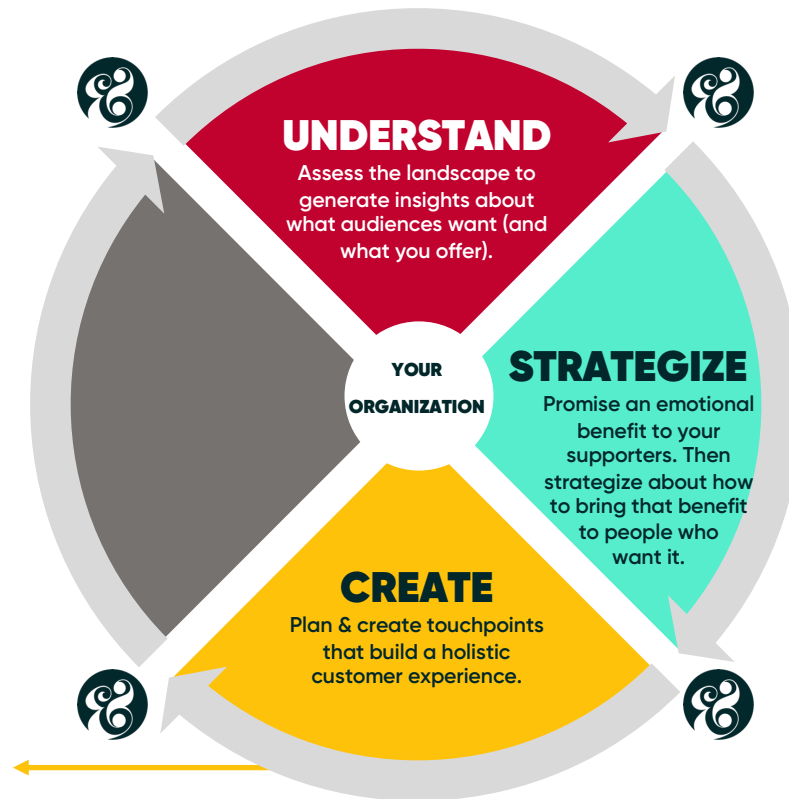 UNDERSTAND
Assess the landscape to
generate insights about
what audiences want (and
what you offer).
YOUR
ORGANIZATION
STRATEGIZE
Promise an emotional
benefit to your
supporters. Then
strategize about how
to bring that benefit
to people who
want it.
CREATE
Plan & create touchpoints
that build a holistic
customer experience.